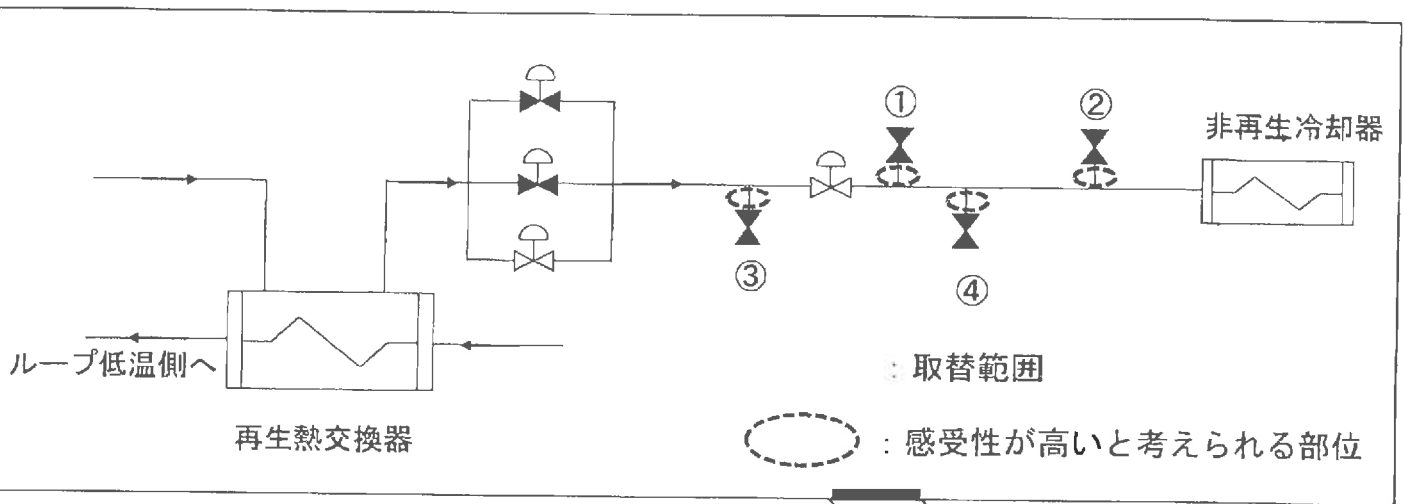 ①
②
非再生冷却器
③
④
ループ低温側へ
: 取替範囲
再生熱交換器
: 感受性が高いと考えられる部位